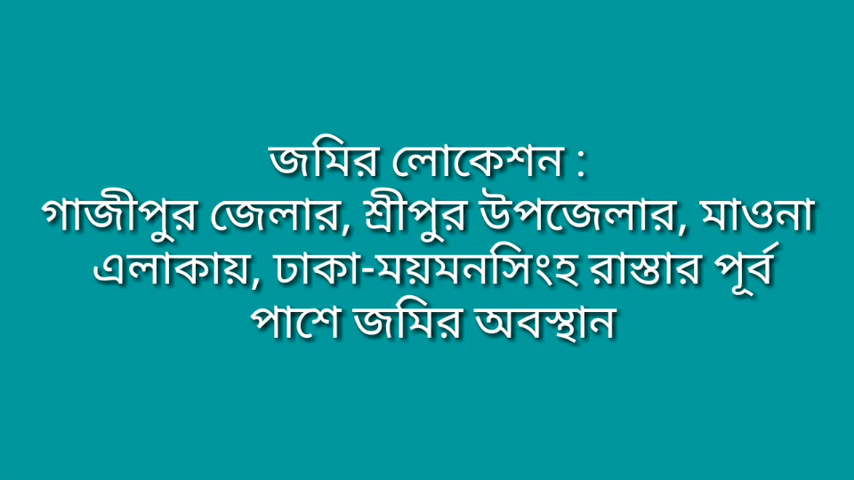 জমির লোকেশন :
গাজীপুর জেলার, শ্রীপুর উপজেলার, মাওনা
এলাকায়, ঢাকা-ময়মনসিংহ রাস্তার পূর্ব
পাশে জমির অবস্থান